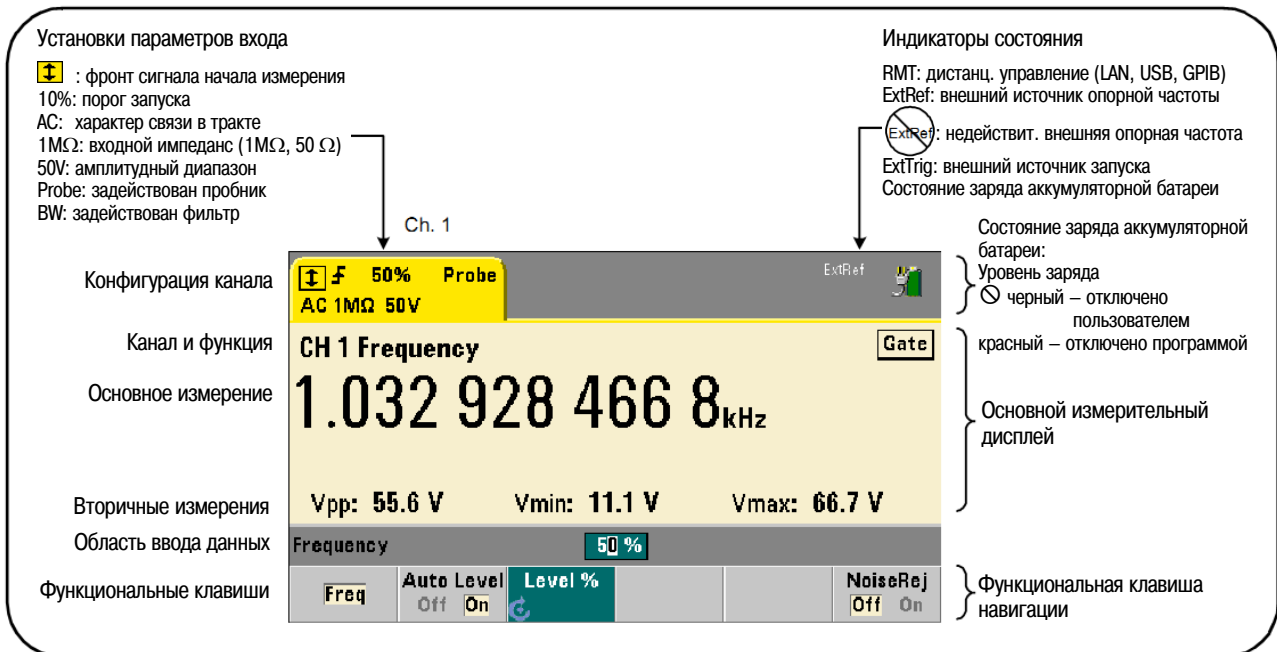 Установки параметров входа
: фронт сигнала начала измерения
10%: порог запуска
AC: характер связи в тракте
1MΩ: входной импеданс (1MΩ, 50 Ω)
50V: амплитудный диапазон
Probe: задействован пробник
BW: задействован фильтр
Индикаторы состояния
RMT: дистанц. управление (LAN, USB, GPIB)
ExtRef: внешний источник опорной частоты
ExtRef : недействит. внешняя опорная частота
ExtTrig: внешний источник запуска
Состояние заряда аккумуляторной батареи
Ch. 1
Состояние заряда аккумуляторной
батареи:
Уровень заряда
черный – отключено
пользователем
красный – отключено программой
Конфигурация канала
50% Probe
AC 1MΩ 50V
ExtRef
Канал и функция
CH 1 Frequency
Gate
Основное измерение
1.032 928 466 8 kHz
Основной измерительный
дисплей
Вторичные измерения
Vpp: 55.6 V Vmin: 11.1 V Vmax: 66.7 V
Область ввода данных
Frequency 50 %
Функциональные клавиши
Freq
Auto Level
Off On
Level %
NoiseRej
Off On
Функциональная клавиша
навигации